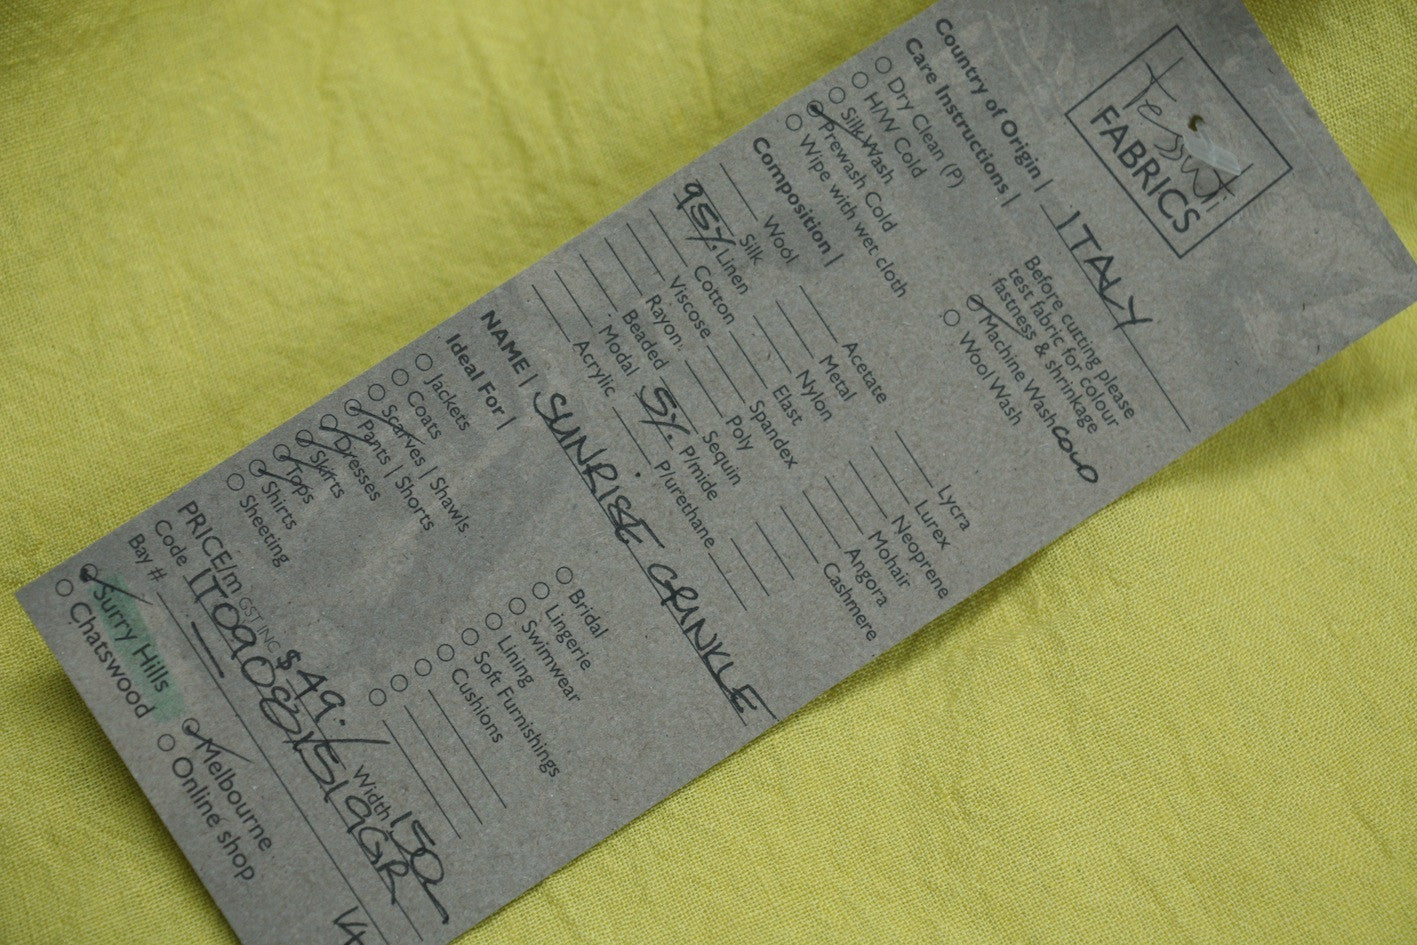 Tessuti
FABRICS
Country of Origin | ITALY
Care Instructions |
Dry Clean (P)
H/W Cold
Silk Wash
Prewash Cold
Wipe with wet cloth
Before cutting please
test fabric for colour
fastness & shrinkage
Machine Wash COLD
Wool Wash
Composition |
Wool
Silk
95% Linen
Cotton
Viscose
Rayon
Beaded
Modal
Acrylic
Acetate
Metal
Nylon
Elast
Spandex
Poly
Sequin
5% P/mide
P/urethane
Lycra
Lurex
Neoprene
Mohair
Angora
Cashmere
NAME | SUNRISE CRINKLE
Ideal For |
Jackets
Coats
Scarves | Shawls
Pants | Shorts
Dresses
Skirts
Tops
Shirts
Sheeting
Bridal
Lingerie
Swimwear
Lining
Soft Furnishings
Cushions
PRICE/m GST INC $49.- Width 150
Code
Bay #
Surry Hills
Chatswood
Melbourne
Online shop